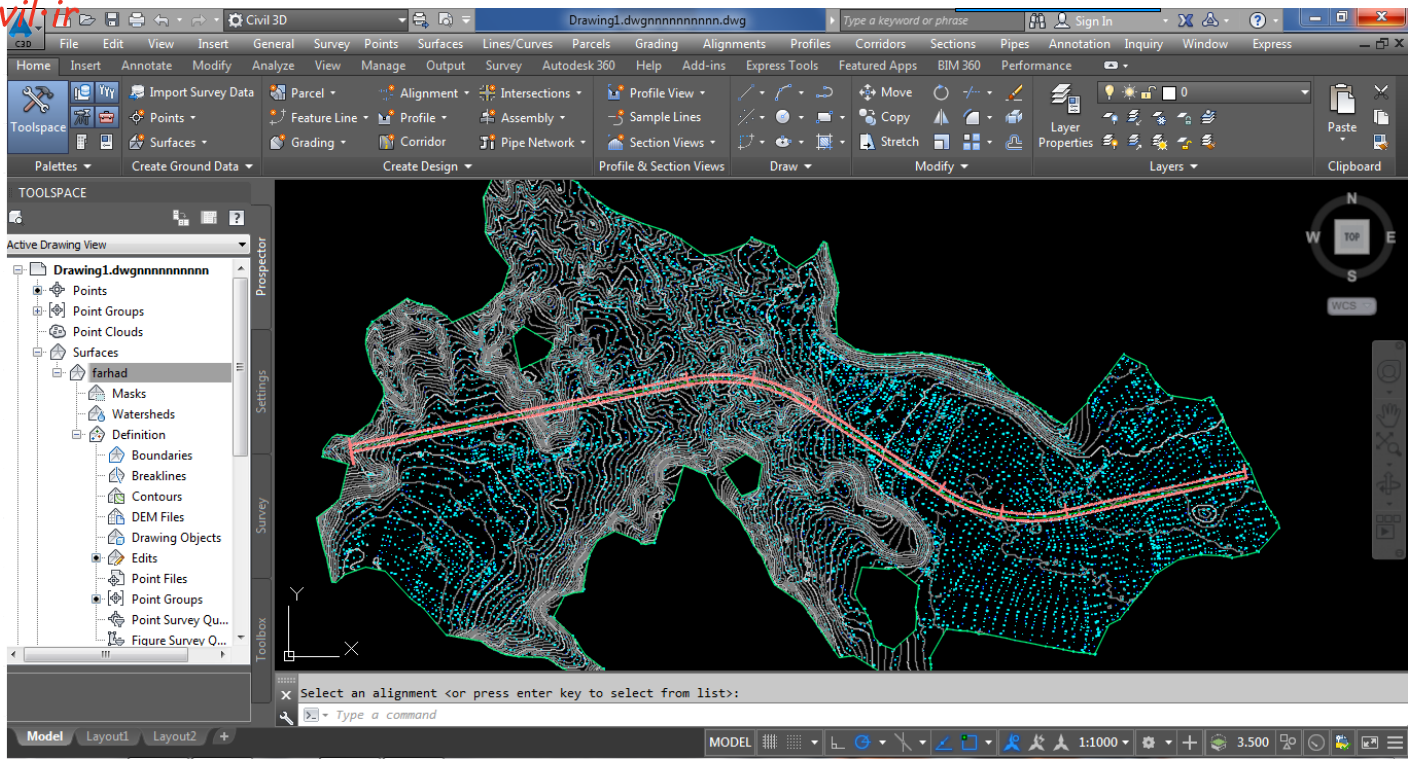 vil.ir
Civil 3D Drawing1.dwgnnnnnnnnnn.dwg Type a keyword or phrase Sign In
C3D File Edit View Insert General Survey Points Surfaces Lines/Curves Parcels Grading Alignments Profiles Corridors Sections Pipes Annotation Inquiry Window Express
Home Insert Annotate Modify Analyze View Manage Output Survey Autodesk 360 Help Add-ins Express Tools Featured Apps BIM 360 Performance
Import Survey Data Parcel Alignment Intersections Profile View Move 0
Toolspace Points Feature Line Profile Assembly Sample Lines Copy Layer Properties Paste
Surfaces Grading Corridor Pipe Network Section Views Stretch
Palettes Create Ground Data Create Design Profile & Section Views Draw Modify Layers Clipboard
TOOLSPACE
Active Drawing View
Drawing1.dwgnnnnnnnnnn
Points
Point Groups
Point Clouds
Surfaces
farhad
Masks
Watersheds
Definition
Boundaries
Breaklines
Contours
DEM Files
Drawing Objects
Edits
Point Files
Point Groups
Point Survey Qu...
Figure Survey Q...
Prospector
Settings
Survey
Toolbox
N
W TOP E
S
WCS
Y
X
Select an alignment <or press enter key to select from list>:
Type a command
Model Layout1 Layout2 + MODEL 1:1000 3.500